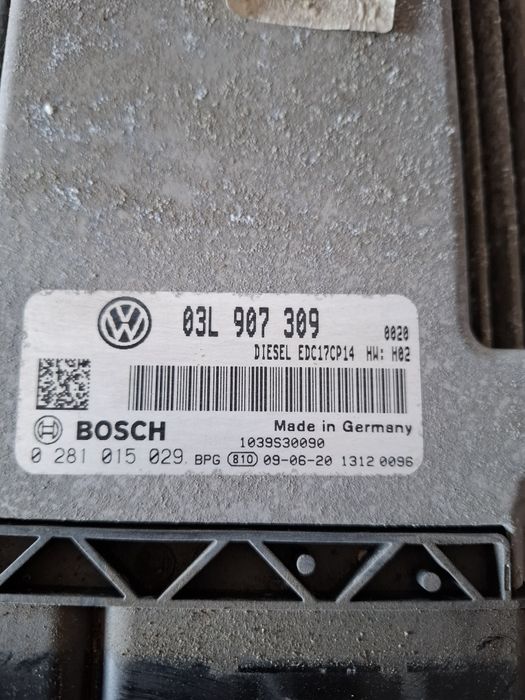 03L 907 309 0020
DIESEL EDC17CP14 HW: H02
BOSCH Made in Germany
1039S30090
0 281 015 029 BPG 810 09-06-20 1312 0096